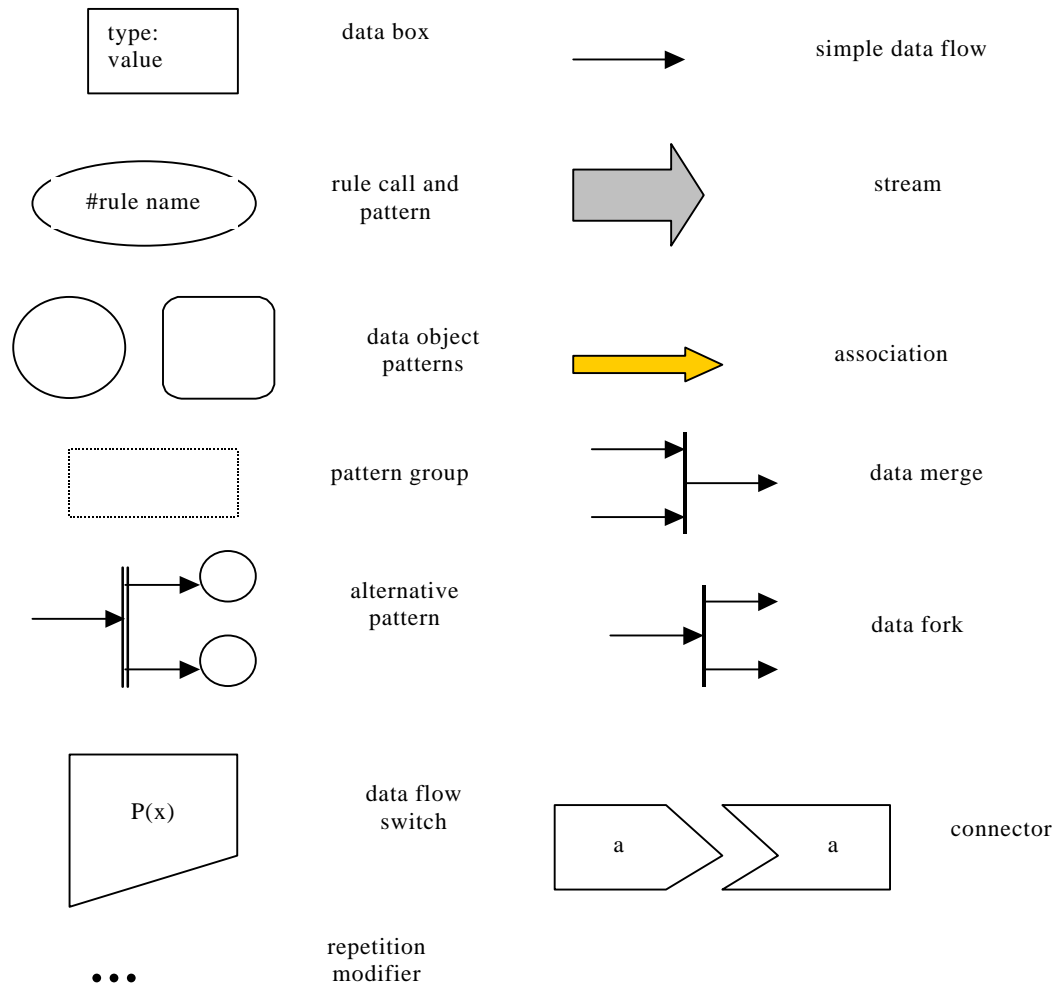 type:
value
data box
simple data flow
#rule name
rule call and
pattern
stream
data object
patterns
association
pattern group
data merge
alternative
pattern
data fork
P(x)
data flow
switch
a
a
connector
repetition
modifier